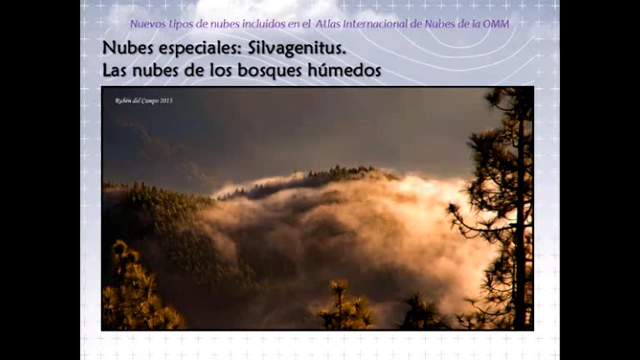 Nuevos tipos de nubes incluidos en el Atlas Internacional de Nubes de la OMM
Nubes especiales: Silvagenitus.
Las nubes de los bosques húmedos
Rubén del Campo 2013